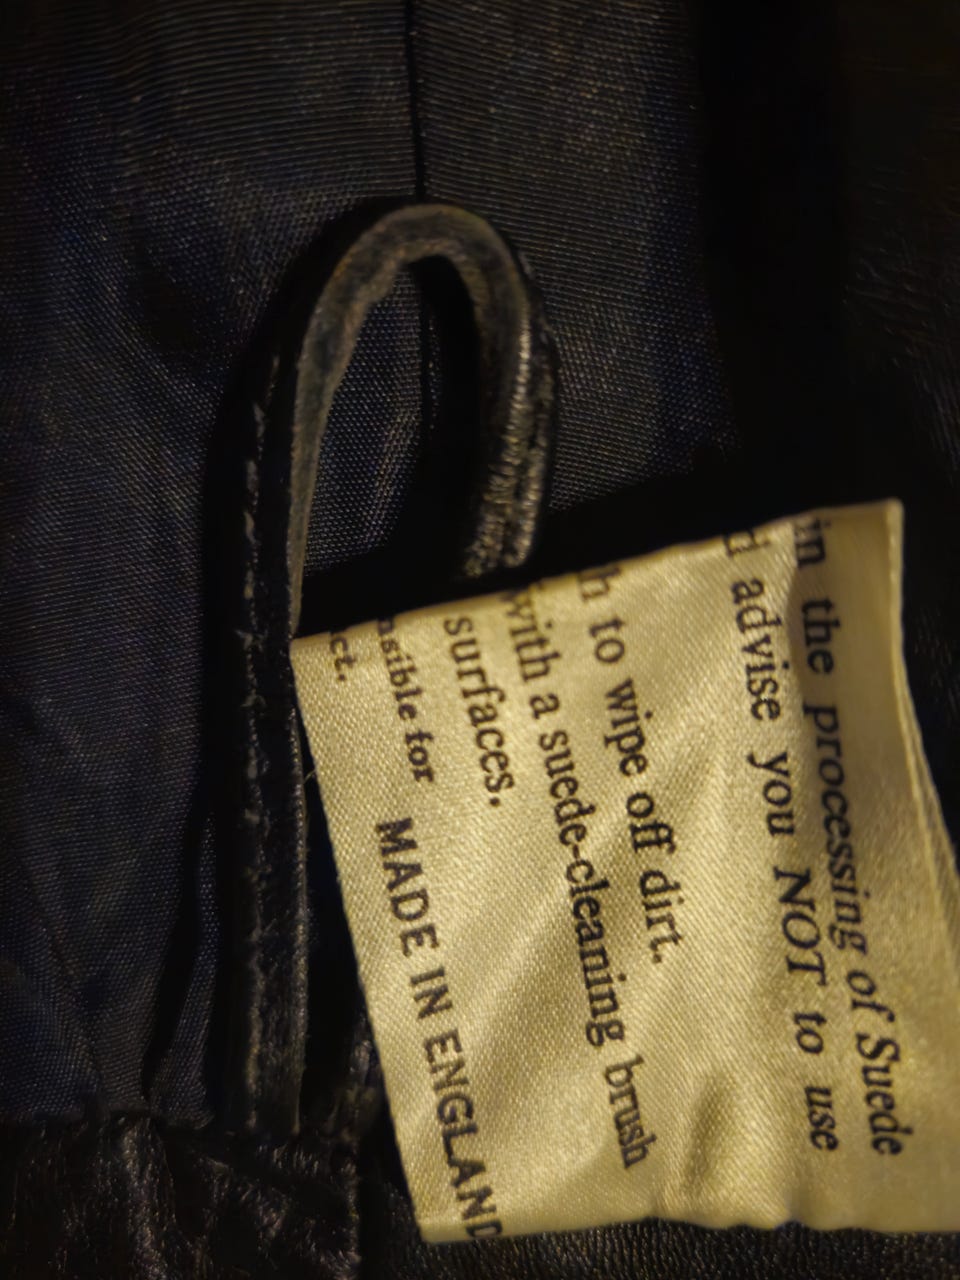 in the processing of Suede
advise you NOT to use
to wipe off dirt.
with a suede-cleaning brush
surfaces.
for
MADE IN ENGLAND